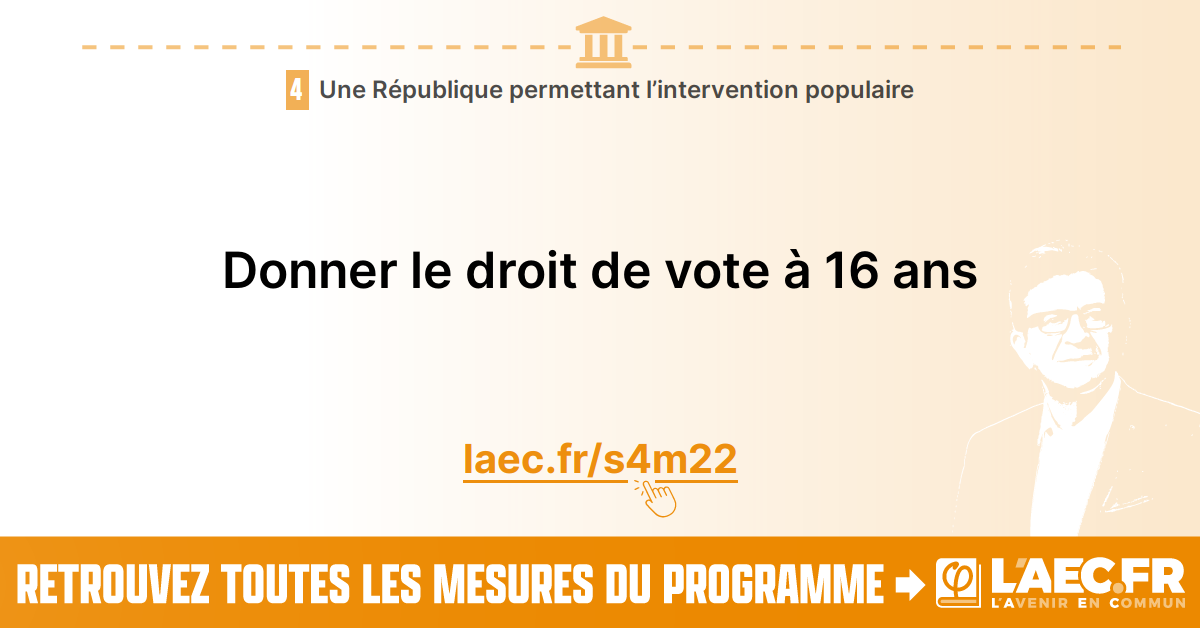 4 Une République permettant l’intervention populaire
Donner le droit de vote à 16 ans
laec.fr/s4m22
RETROUVEZ TOUTES LES MESURES DU PROGRAMME
φ L'AEC.FR
L'AVENIR EN COMMUN